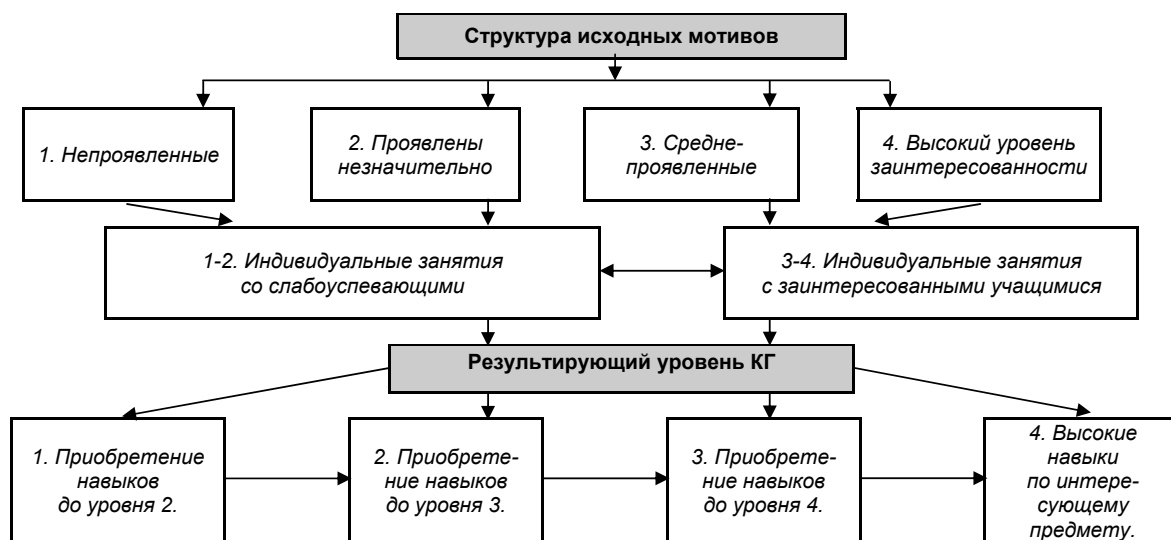 Структура исходных мотивов
1. Непроявленные
2. Проявлены
незначительно
3. Средне-
проявленные
4. Высокий уровень
заинтересованности
1-2. Индивидуальные занятия
со слабоуспевающими
3-4. Индивидуальные занятия
с заинтересованными учащимися
Результирующий уровень КГ
1. Приобретение
навыков
до уровня 2.
2. Приобрете-
ние навыков
до уровня 3.
3. Приобрете-
ние навыков
до уровня 4.
4. Высокие
навыки
по интере-
сующему
предмету.